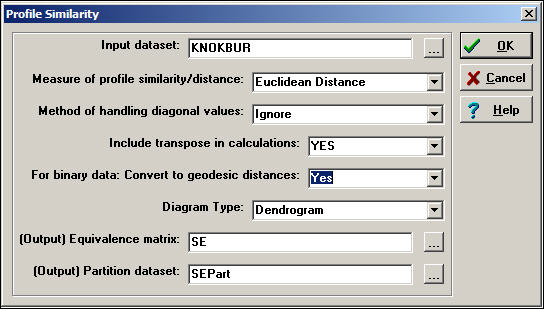 Profile Similarity
Input dataset: KNOKBUR ... OK
Measure of profile similarity/distance: Euclidean Distance Cancel
Method of handling diagonal values: Ignore Help
Include transpose in calculations: YES
For binary data: Convert to geodesic distances: Yes
Diagram Type: Dendrogram
(Output) Equivalence matrix: SE ...
(Output) Partition dataset: SEPart ...